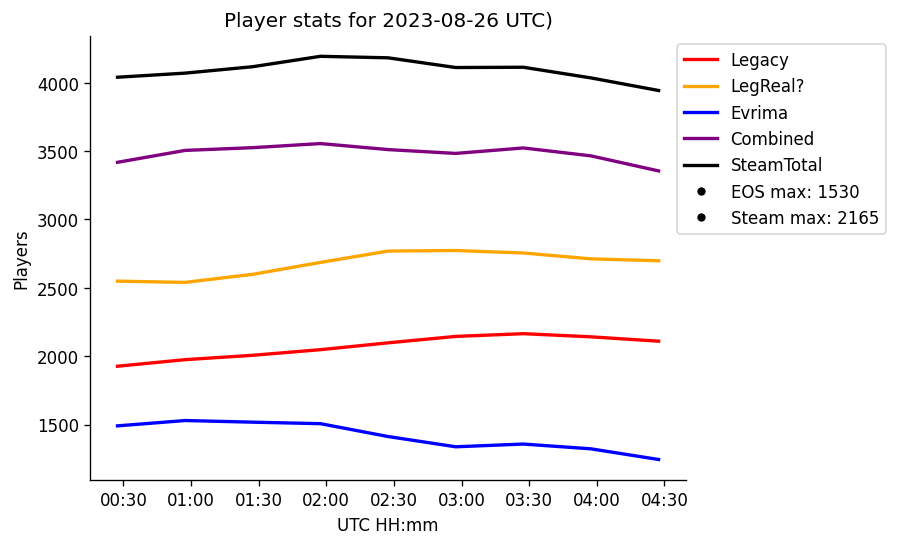 Player stats for 2023-08-26 UTC)
Legacy
LegReal?
Evrima
Combined
SteamTotal
EOS max: 1530
Steam max: 2165
4000
3500
3000
2500
2000
1500
Players
00:30 01:00 01:30 02:00 02:30 03:00 03:30 04:00 04:30
UTC HH:mm